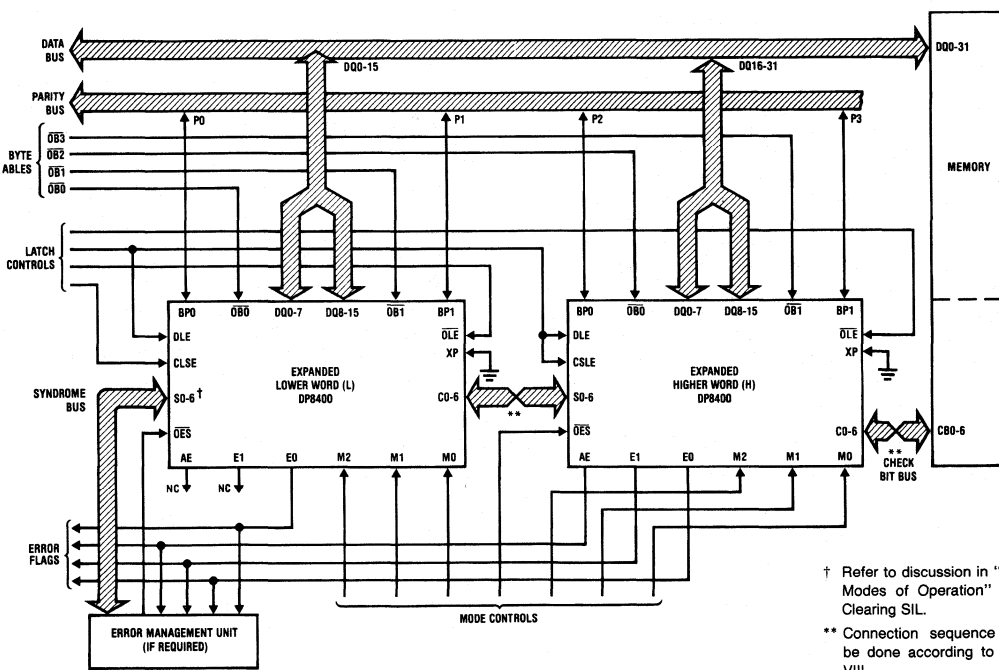 DATA
BUS
DQ0-15
DQ16-31
DQ0-31
PARITY
BUS
P0
P1
P2
P3
BYTE
ABLES
OB3
OB2
OB1
OB0
MEMORY
LATCH
CONTROLS
BP0 OB0 DQ0-7 DQ8-15 OB1 BP1
DLE
OLE
CLSE
XP
EXPANDED
LOWER WORD (L)
DP8400
S0-6 †
C0-6
OES
AE E1 E0 M2 M1 M0
NC
NC
**
BP0 OB0 DQ0-7 DQ8-15 OB1 BP1
DLE
OLE
CSLE
XP
EXPANDED
HIGHER WORD (H)
DP8400
S0-6
C0-6
OES
AE E1 E0 M2 M1 M0
CB0-6
**
CHECK
BIT BUS
SYNDROME
BUS
ERROR
FLAGS
MODE CONTROLS
ERROR MANAGEMENT UNIT
(IF REQUIRED)
† Refer to discussion in "
Modes of Operation"
Clearing SIL.
** Connection sequence
be done according to
VIII.